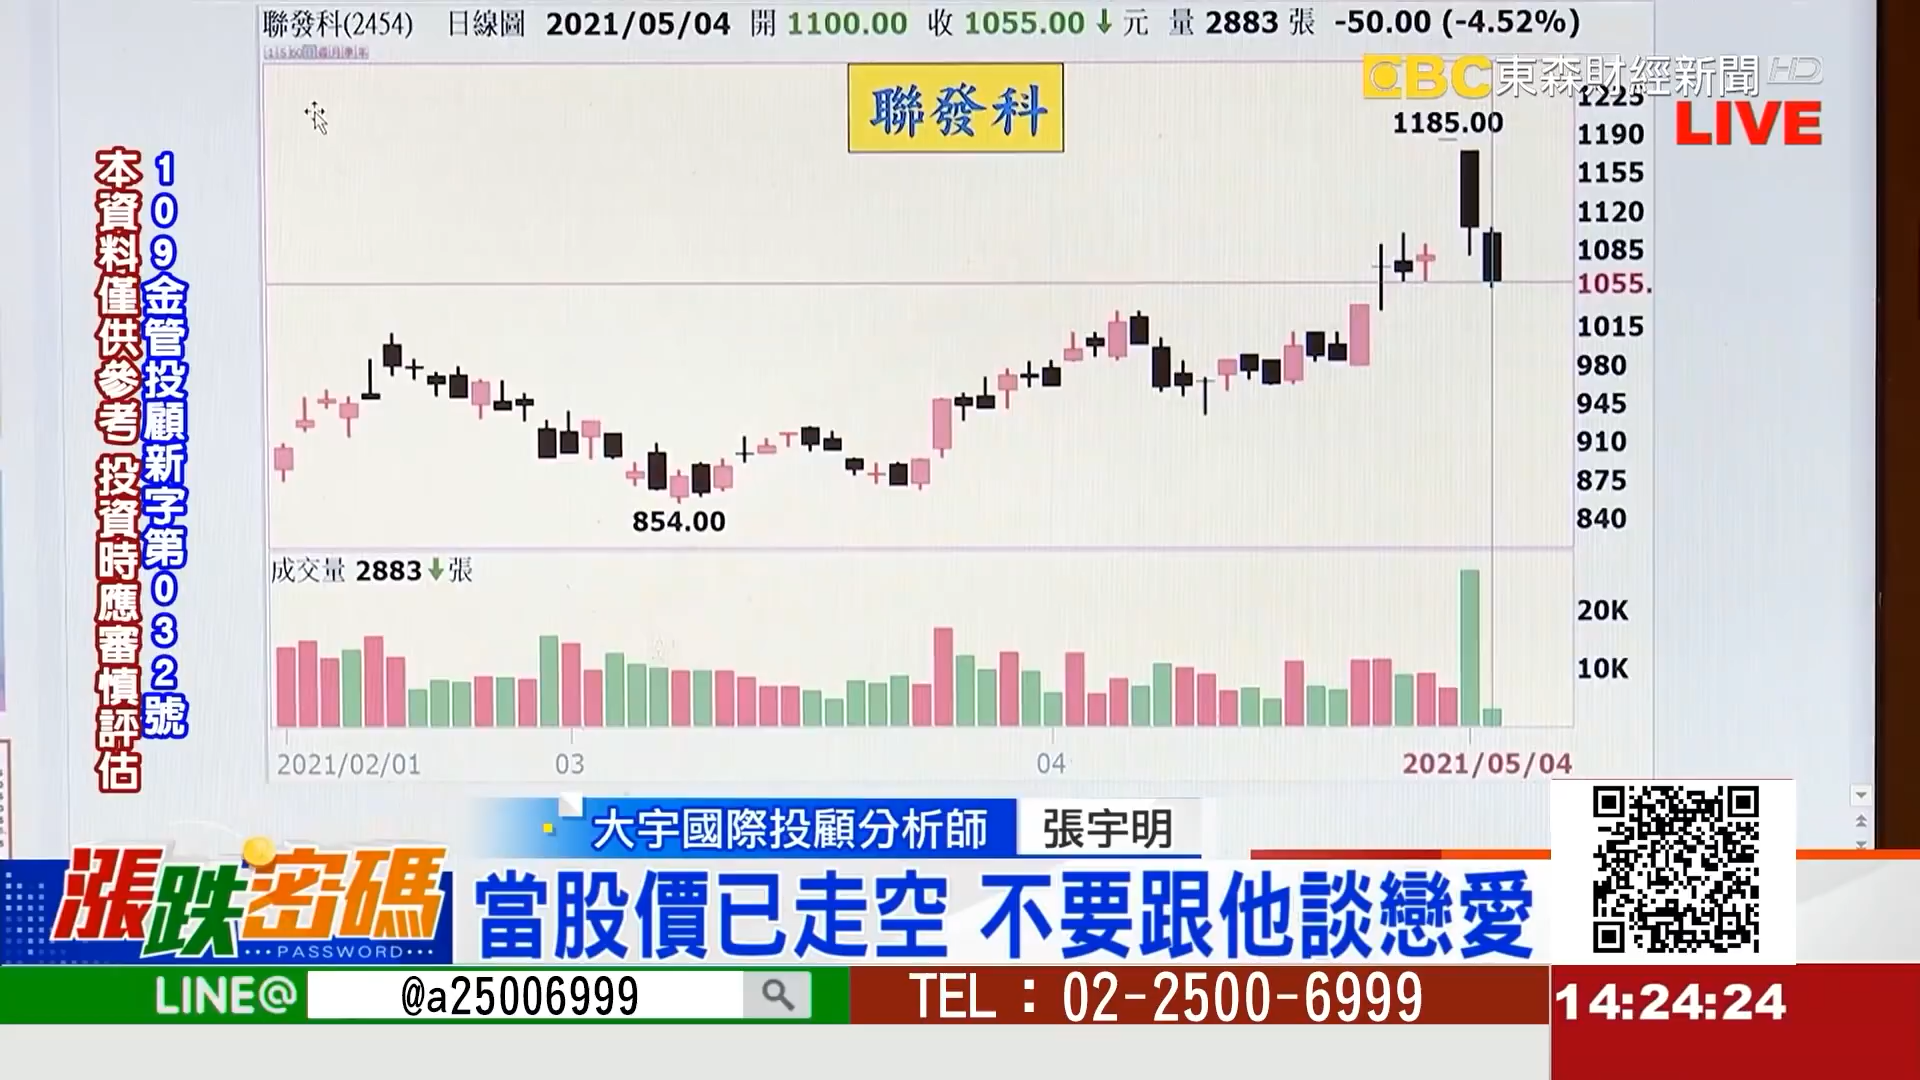 聯發科(2454) 日線圖 2021/05/04 開 1100.00 收 1055.00 元 量 2883 張 -50.00 (-4.52%)
EBC東森財經新聞HD
LIVE
聯發科
1185.00
1225
1190
1155
1120
1085
1055.
1015
980
945
910
875
840
854.00
109金管投顧新字第032號
本資料僅供參考 投資時應審慎評估
成交量 2883 張
20K
10K
2021/02/01
03
04
2021/05/04
大宇國際投顧分析師 張宇明
漲跌密碼
PASSWORD
當股價已走空 不要跟他談戀愛
LINE@ @a25006999
TEL：02-2500-6999
14:24:24